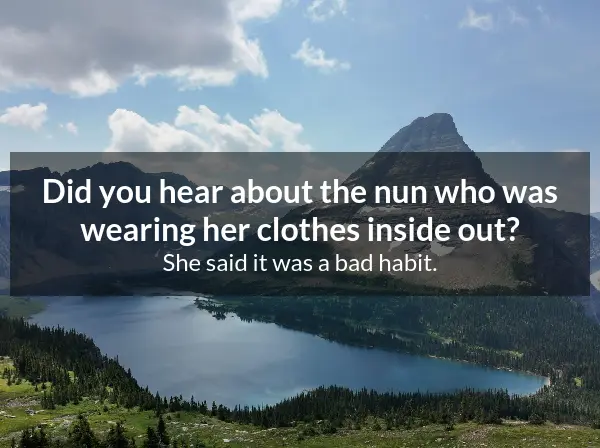 Did you hear about the nun who was
wearing her clothes inside out?
She said it was a bad habit.